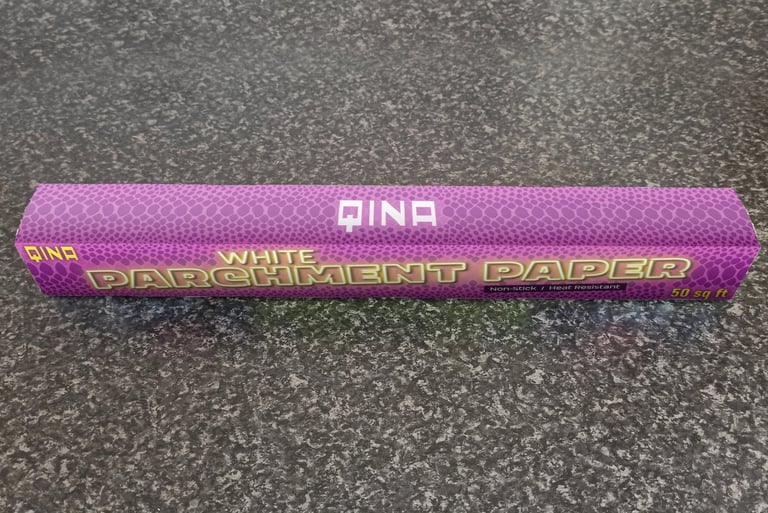 QINA
QINA
WHITE
PARCHMENT PAPER
Non-stick / Heat Resistant
50 sq ft